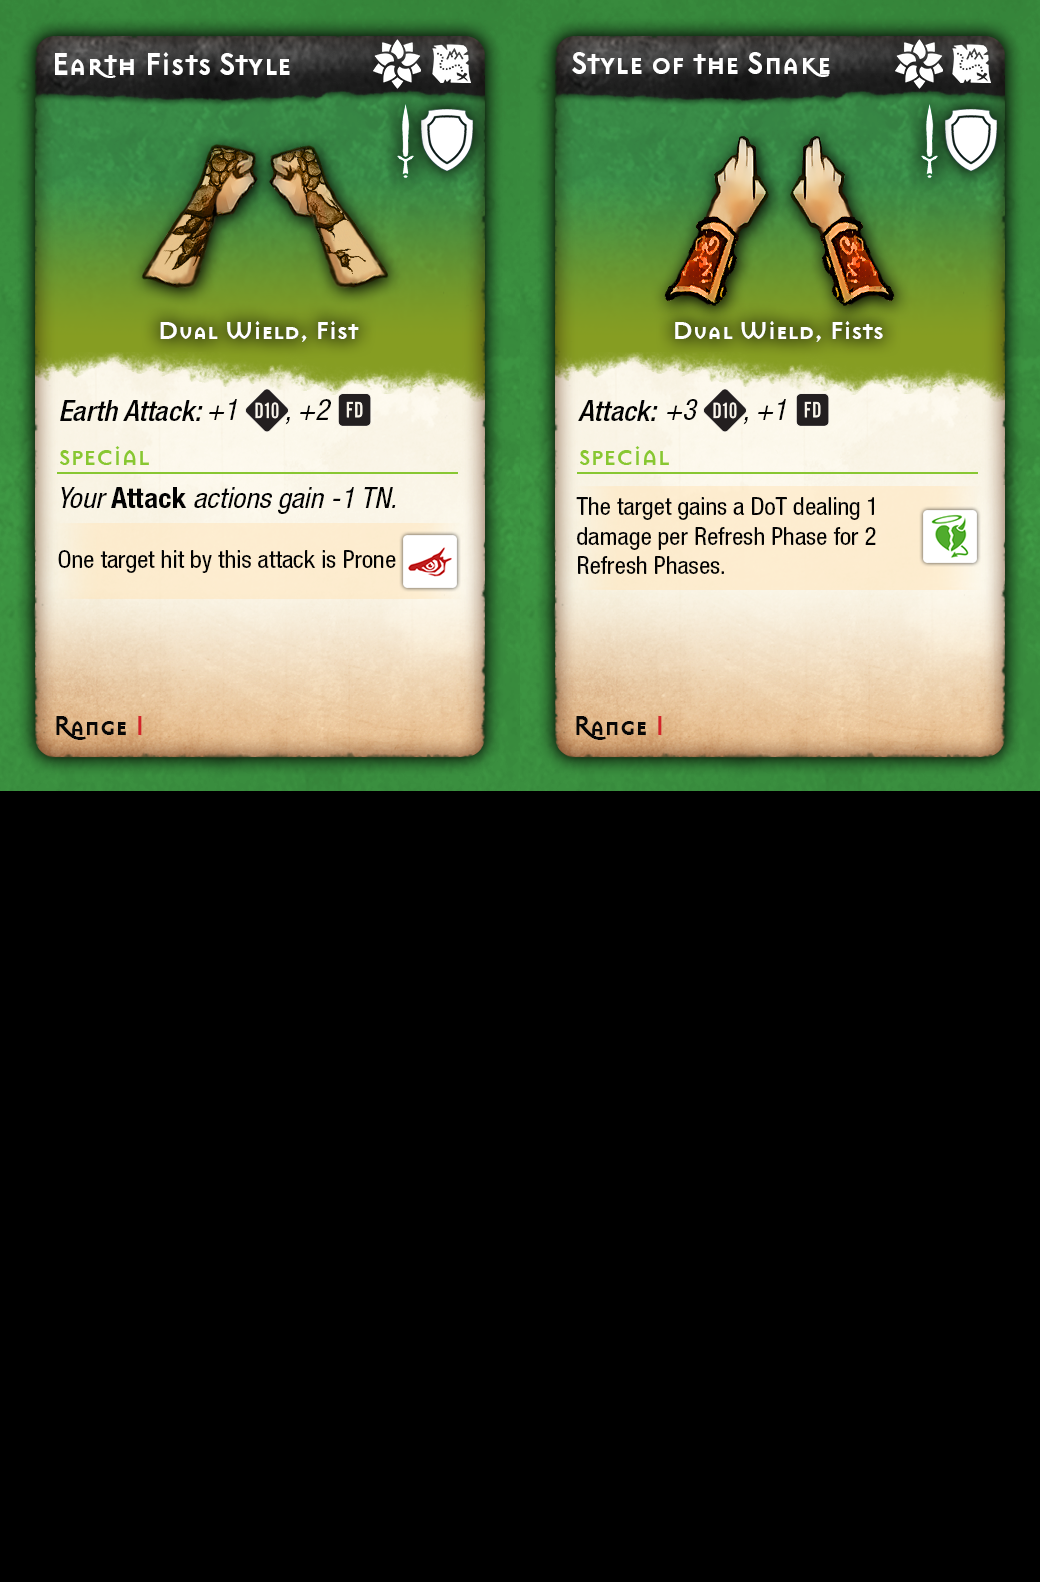 Earth Fists Style
Dual Wield, Fist
Earth Attack: +1 D10, +2 FD
Special
Your Attack actions gain -1 TN.
One target hit by this attack is Prone
Range 1
Style of the Snake
Dual Wield, Fists
Attack: +3 D10, +1 FD
Special
The target gains a DoT dealing 1
damage per Refresh Phase for 2
Refresh Phases.
Range 1